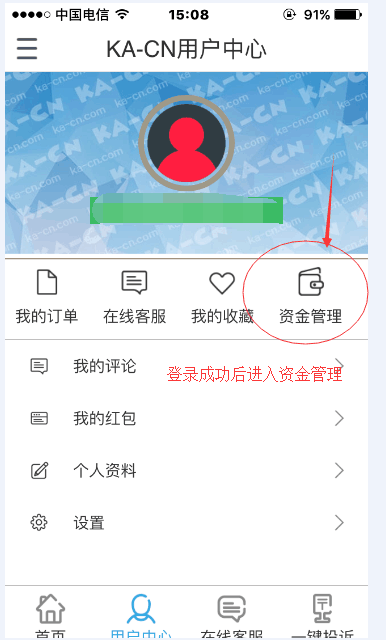 中国电信 15:08 91%
KA-CN用户中心
KA-CN
ka-cn.com
我的订单 在线客服 我的收藏 资金管理
我的评论
登录成功后进入资金管理
我的红包
个人资料
设置
首页 用户中心 在线客服 一键投诉